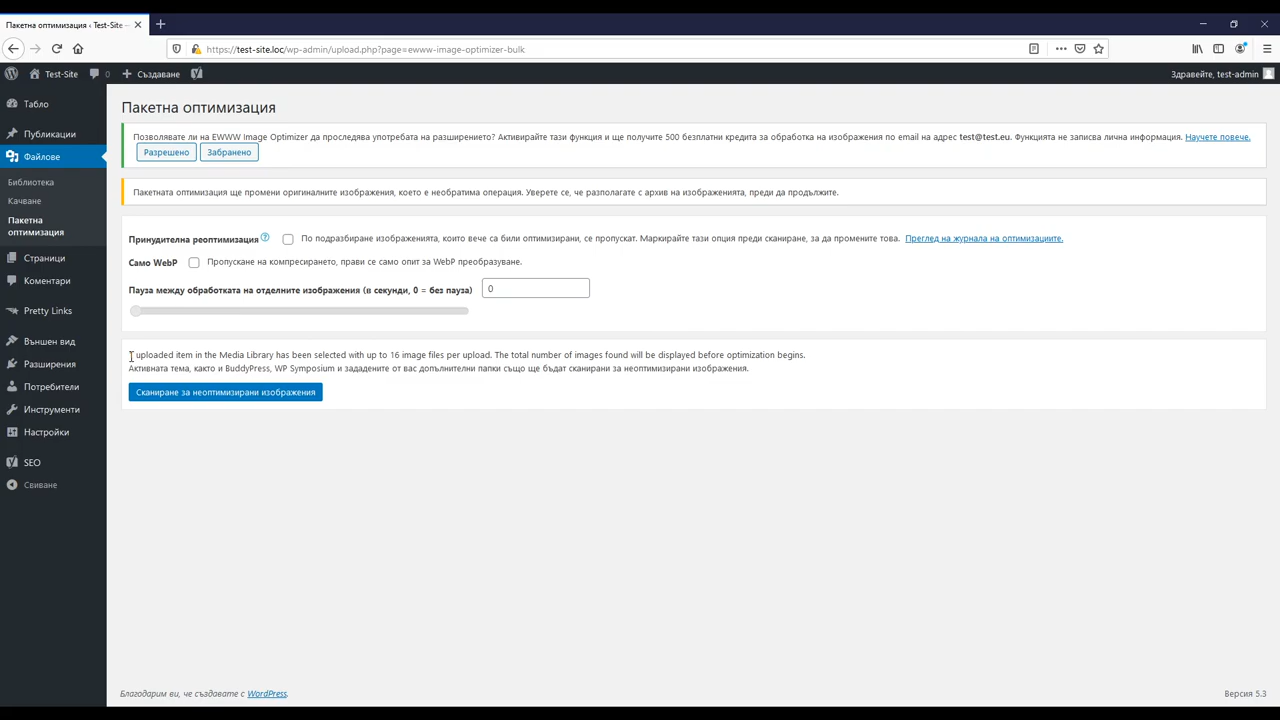 Пакетна оптимизация ‹ Test-Site —
https://test-site.loc/wp-admin/upload.php?page=ewww-image-optimizer-bulk
Test-Site 0 Създаване Здравейте, test-admin
Табло
Публикации
Файлове
Библиотека
Качване
Пакетна
оптимизация
Страници
Коментари
Pretty Links
Външен вид
Разширения
Потребители
Инструменти
Настройки
SEO
Свиване
Пакетна оптимизация
Позволявате ли на EWWW Image Optimizer да проследява употребата на разширението? Активирайте тази функция и ще получите 500 безплатни кредита за обработка на изображения по email на адрес test@test.eu. Функцията не записва лична информация. Научете повече.
Разрешено Забранено
Пакетната оптимизация ще промени оригиналните изображения, което е необратима операция. Уверете се, че разполагате с архив на изображенията, преди да продължите.
Принудителна реоптимизация ? По подразбиране изображенията, които вече са били оптимизирани, се пропускат. Маркирайте тази опция преди сканиране, за да промените това. Преглед на журнала на оптимизациите.
Само WebP Пропускане на компресирането, прави се само опит за WebP преобразуване.
Пауза между обработката на отделните изображения (в секунди, 0 = без пауза) 0
uploaded item in the Media Library has been selected with up to 16 image files per upload. The total number of images found will be displayed before optimization begins.
Активната тема, както и BuddyPress, WP Symposium и зададените от вас допълнителни папки също ще бъдат сканирани за неоптимизирани изображения.
Сканиране за неоптимизирани изображения
Благодарим ви, че създавате с WordPress.
Версия 5.3